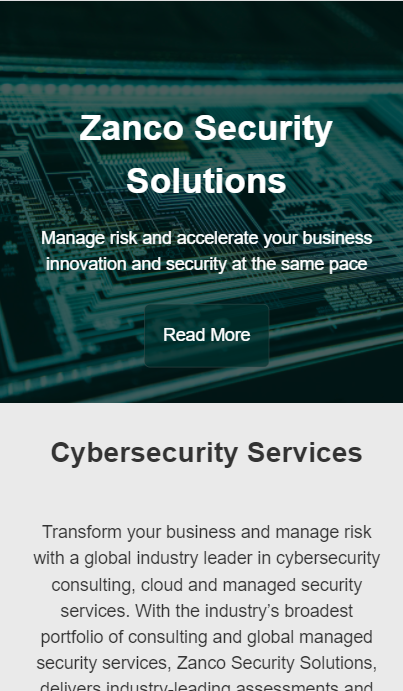 Zanco Security
Solutions
Manage risk and accelerate your business
innovation and security at the same pace
Read More
Cybersecurity Services
Transform your business and manage risk
with a global industry leader in cybersecurity
consulting, cloud and managed security
services. With the industry’s broadest
portfolio of consulting and global managed
security services, Zanco Security Solutions,
delivers industry-leading assessments and